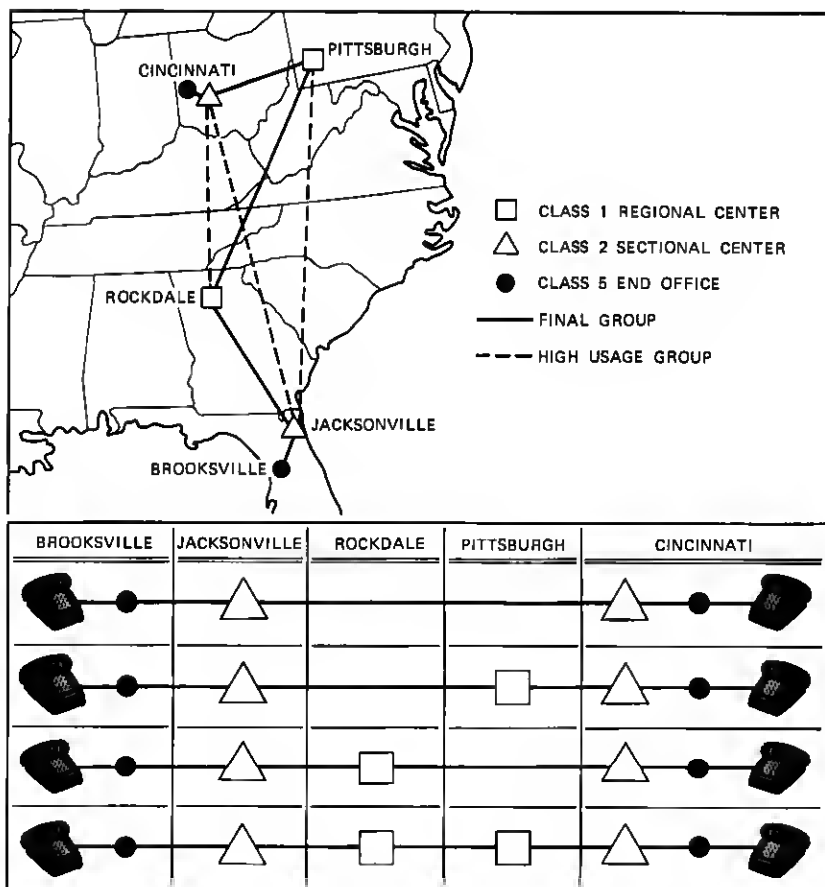 PITTSBURGH
CINCINNATI
CLASS 1 REGIONAL CENTER
CLASS 2 SECTIONAL CENTER
ROCKDALE
CLASS 5 END OFFICE
FINAL GROUP
HIGH USAGE GROUP
JACKSONVILLE
BROOKSVILLE
BROOKSVILLE JACKSONVILLE ROCKDALE PITTSBURGH CINCINNATI